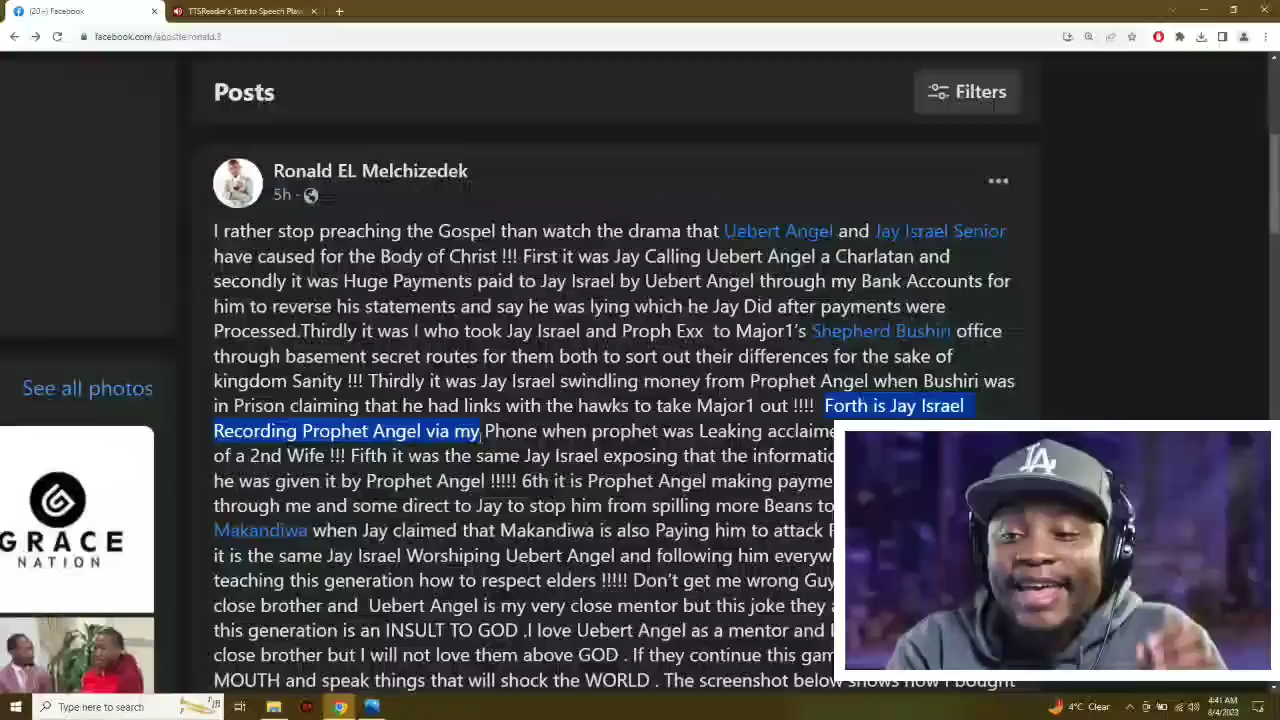 (20+) Facebook
TTSReader's Text to Speech Play
facebook.com/apostleronald.3
Posts
Filters
Ronald EL Melchizedek
5h
I rather stop preaching the Gospel than watch the drama that Uebert Angel and Jay Israel Senior
have caused for the Body of Christ !!! First it was Jay Calling Uebert Angel a Charlatan and
secondly it was Huge Payments paid to Jay Israel by Uebert Angel through my Bank Accounts for
him to reverse his statements and say he was lying which he Jay Did after payments were
Processed.Thirdly it was I who took Jay Israel and Proph Exx to Major1's Shepherd Bushiri office
through basement secret routes for them both to sort out their differences for the sake of
kingdom Sanity !!! Thirdly it was Jay Israel swindling money from Prophet Angel when Bushiri was
in Prison claiming that he had links with the hawks to take Major1 out !!!! Forth is Jay Israel
Recording Prophet Angel via my Phone when prophet was Leaking acclaime
of a 2nd Wife !!! Fifth it was the same Jay Israel exposing that the informatio
he was given it by Prophet Angel !!!!! 6th it is Prophet Angel making payme
through me and some direct to Jay to stop him from spilling more Beans to
Makandiwa when Jay claimed that Makandiwa is also Paying him to attack
it is the same Jay Israel Worshiping Uebert Angel and following him everywh
teaching this generation how to respect elders !!!!! Don't get me wrong Guy
close brother and Uebert Angel is my very close mentor but this joke they
this generation is an INSULT TO GOD .I love Uebert Angel as a mentor and
close brother but I will not love them above GOD . If they continue this gam
MOUTH and speak things that will shock the WORLD . The screenshot below shows how I bought
See all photos
GRACE
NATION
LA
Type here to search
4°C Clear
4:41 AM
8/4/2023